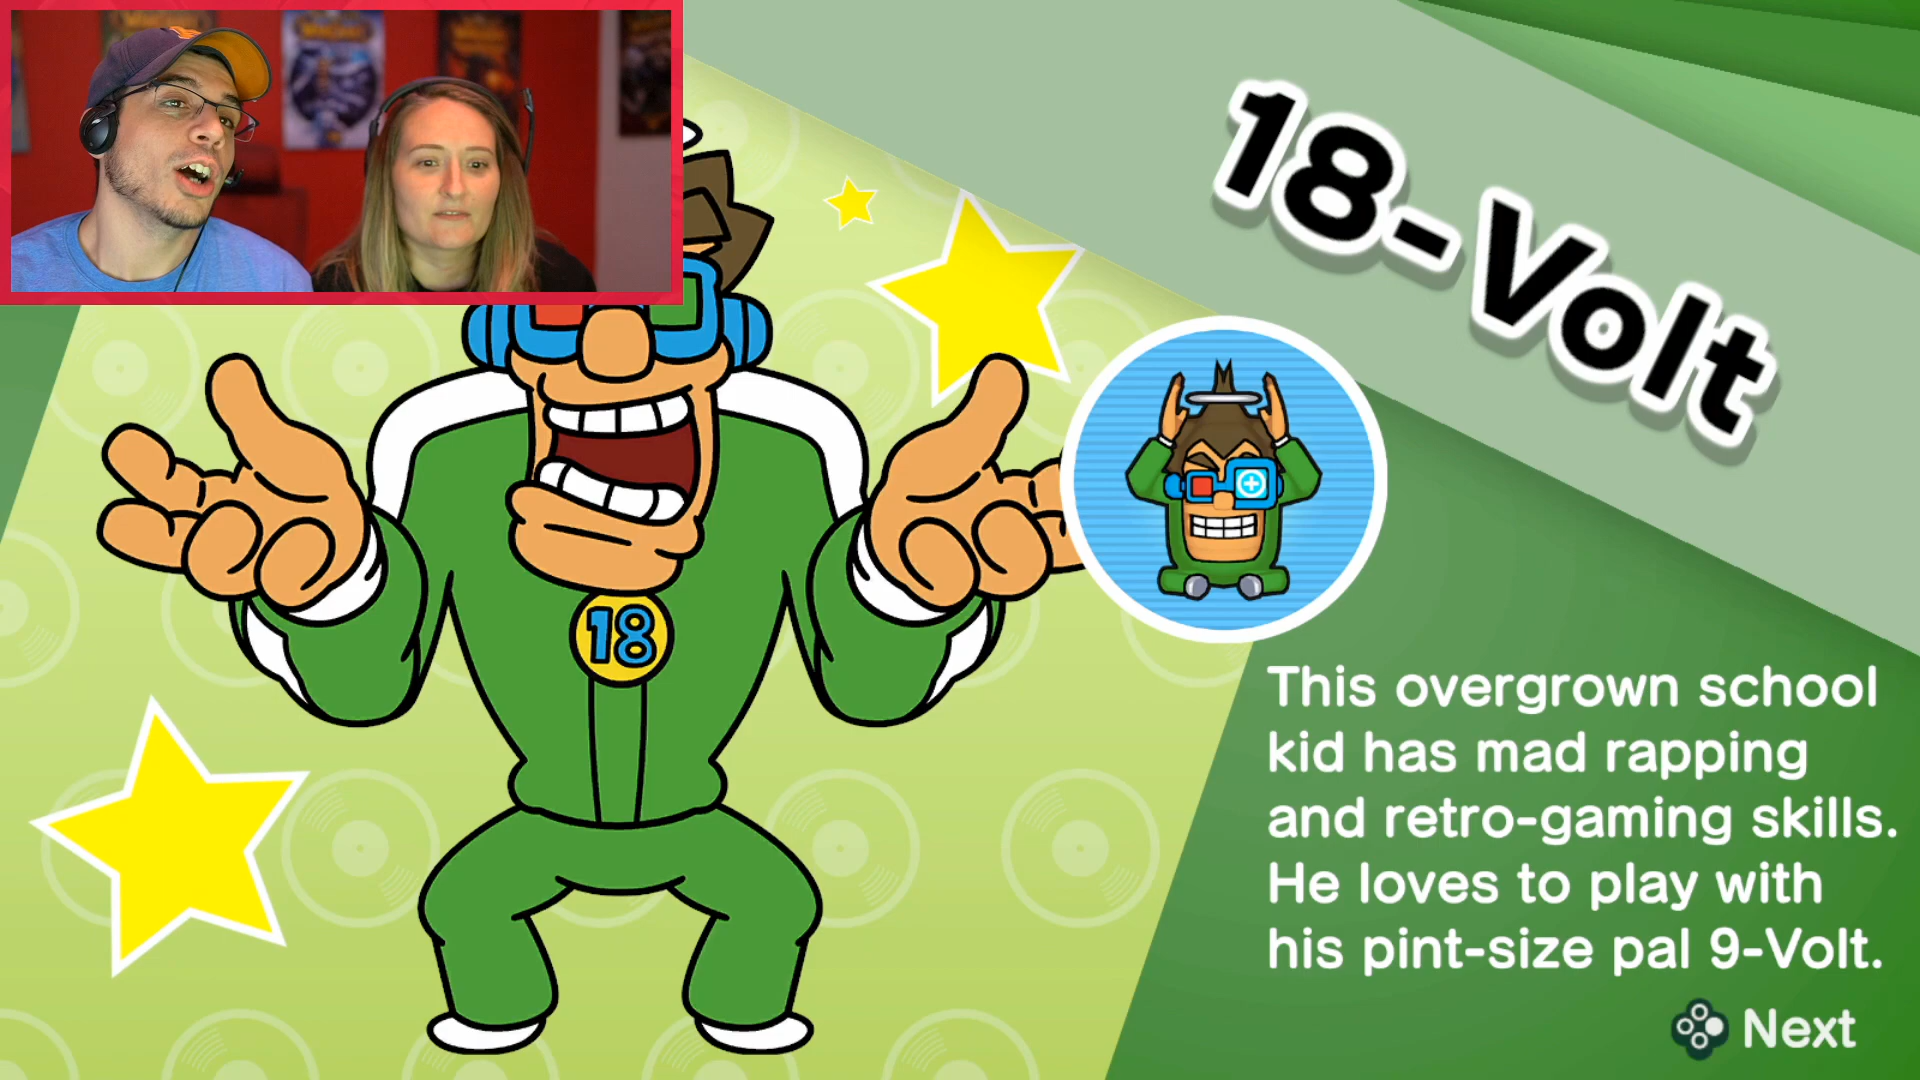 18-Volt
18
This overgrown school
kid has mad rapping
and retro-gaming skills.
He loves to play with
his pint-size pal 9-Volt.
Next